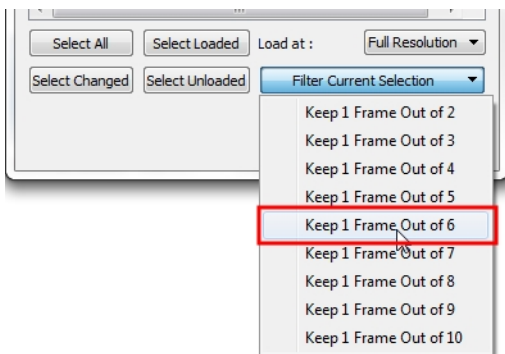 Select All Select Loaded Load at : Full Resolution
Select Changed Select Unloaded Filter Current Selection
Keep 1 Frame Out of 2
Keep 1 Frame Out of 3
Keep 1 Frame Out of 4
Keep 1 Frame Out of 5
Keep 1 Frame Out of 6
Keep 1 Frame Out of 7
Keep 1 Frame Out of 8
Keep 1 Frame Out of 9
Keep 1 Frame Out of 10